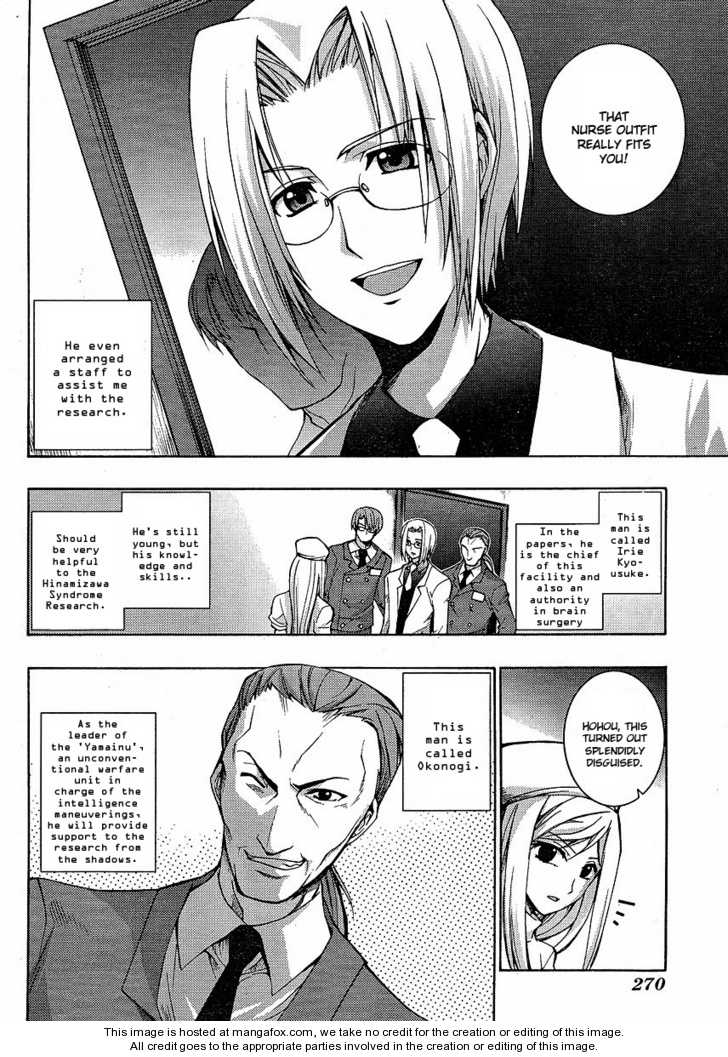 THAT
NURSE OUTFIT
REALLY FITS
YOU!
He even
arranged
a staff to
assist me
with the
research.
This
man is
called
Irie Kyo-
usuke.
In the
papers, he
is the chief
of this
facility and
also an
authority
in brain
surgery
He's still
young, but
his knowl-
edge and
skills..
Should
be very
helpful
to the
Hinamizawa
Syndrome
Research.
HOHOU, THIS
TURNED OUT
SPLENDIDLY
DISGUISED.
This
man is
called
Okonogi.
As the
leader of
the 'Yamainu',
an unconven-
tional warfare
unit in
charge of the
intelligence
maneuverings,
he will provide
support to the
research from
the shadows.
270
This image is hosted at mangafox.com, we take no credit for the creation or editing of this image.
All credit goes to the appropriate parties involved in the creation or editing of this image.